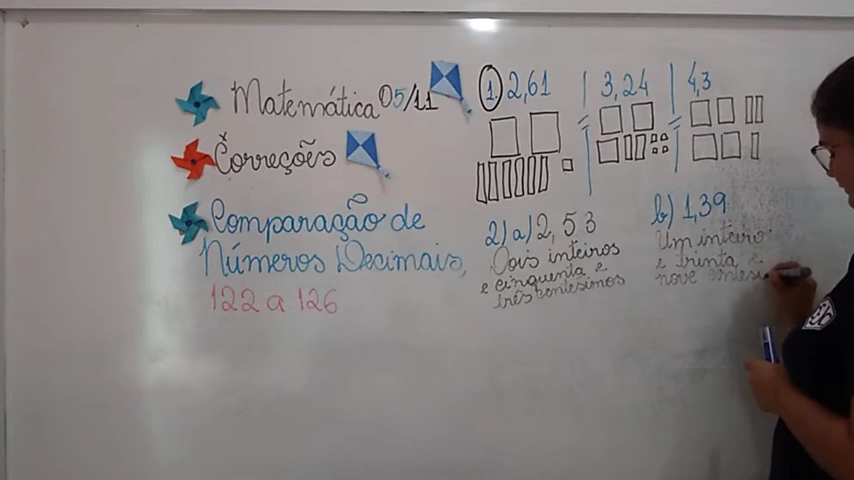 Matemática 05/11
Correções
Comparação de
Números Decimais,
122 a 126
1. 2,61
3,24
4,3
2) a) 2,53
Dois inteiros
e cinquenta e
três centésimos
b) 1,39
Um inteiro
e trinta e
nove